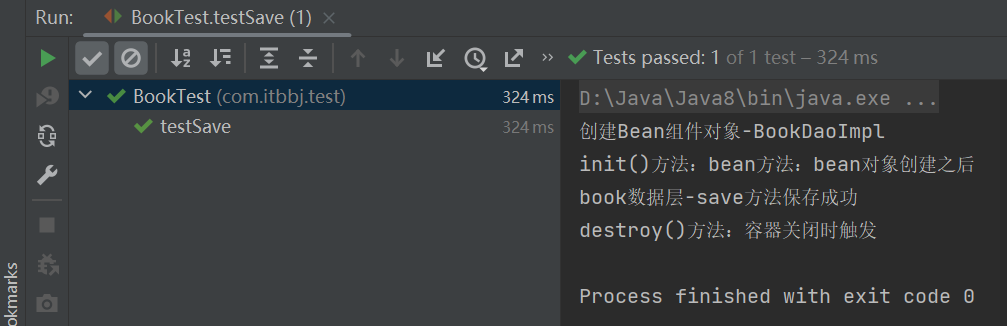 Run: BookTest.testSave (1)
Tests passed: 1 of 1 test – 324 ms
BookTest (com.itbbj.test) 324 ms
testSave 324 ms
D:\Java\Java8\bin\java.exe ...
创建Bean组件对象-BookDaoImpl
init()方法：bean方法：bean对象创建之后
book数据层-save方法保存成功
destroy()方法：容器关闭时触发
Process finished with exit code 0
okmarks